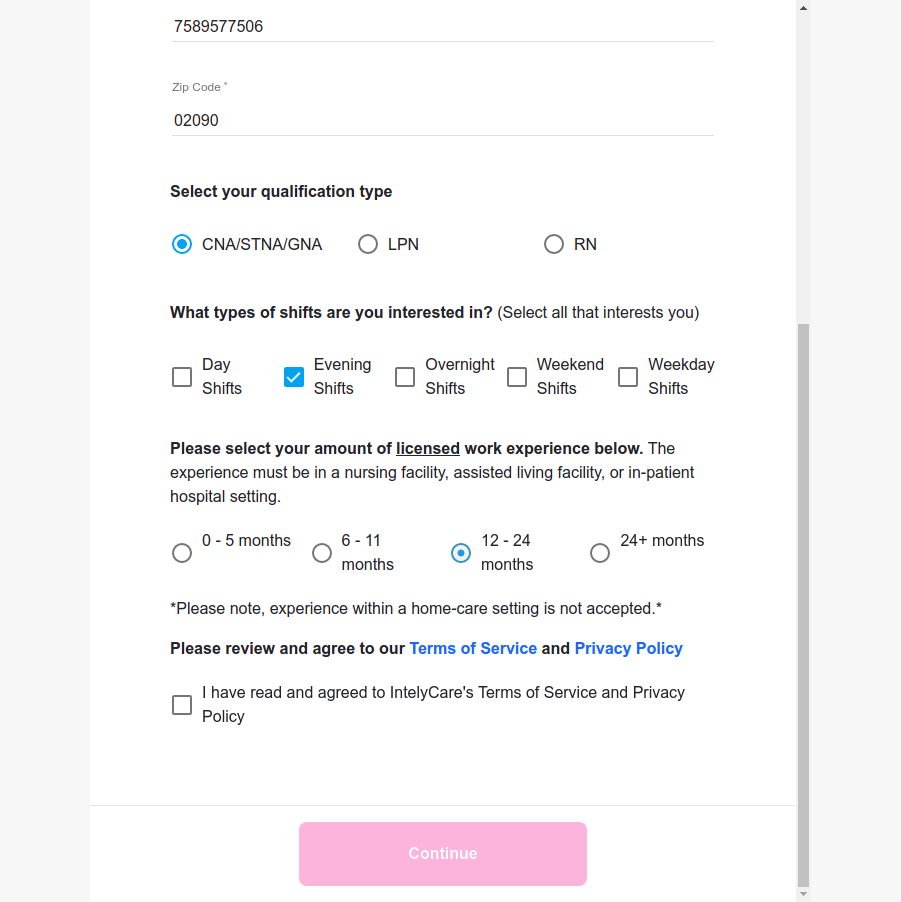 7589577506
Zip Code *
02090
Select your qualification type
CNA/STNA/GNA
LPN
RN
What types of shifts are you interested in? (Select all that interests you)
Day
Shifts
Evening
Shifts
Overnight
Shifts
Weekend
Shifts
Weekday
Shifts
Please select your amount of licensed work experience below. The
experience must be in a nursing facility, assisted living facility, or in-patient
hospital setting.
0 - 5 months
6 - 11
months
12 - 24
months
24+ months
*Please note, experience within a home-care setting is not accepted.*
Please review and agree to our Terms of Service and Privacy Policy
I have read and agreed to IntelyCare's Terms of Service and Privacy
Policy
Continue